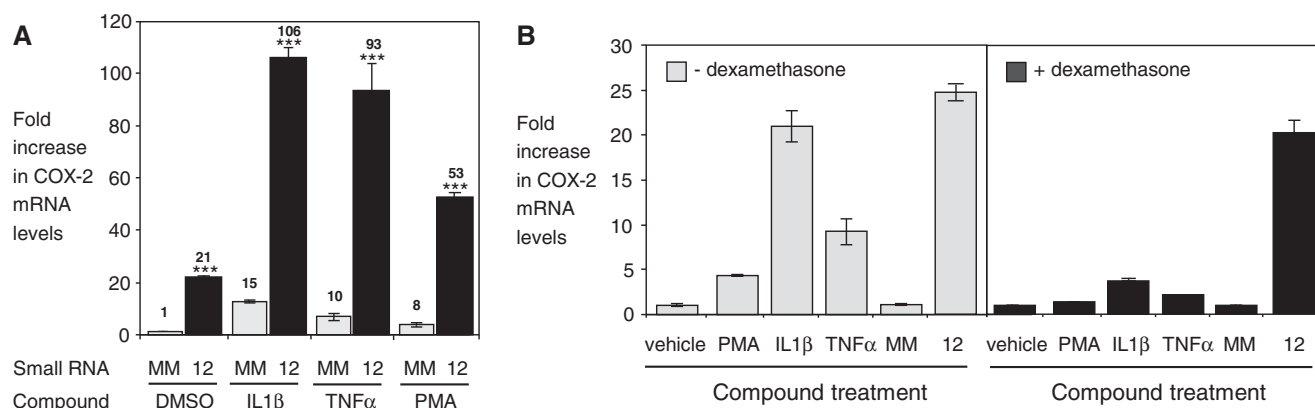 A
Fold
increase
in COX-2
mRNA
levels
120
100
80
60
40
20
0
1
21
***
15
106
***
10
93
***
8
53
***
Small RNA MM 12 MM 12 MM 12 MM 12
Compound DMSO IL1β TNFα PMA
B
Fold
increase
in COX-2
mRNA
levels
30
25
20
15
10
5
0
- dexamethasone
+ dexamethasone
vehicle PMA IL1β TNFα MM 12 vehicle PMA IL1β TNFα MM 12
Compound treatment Compound treatment